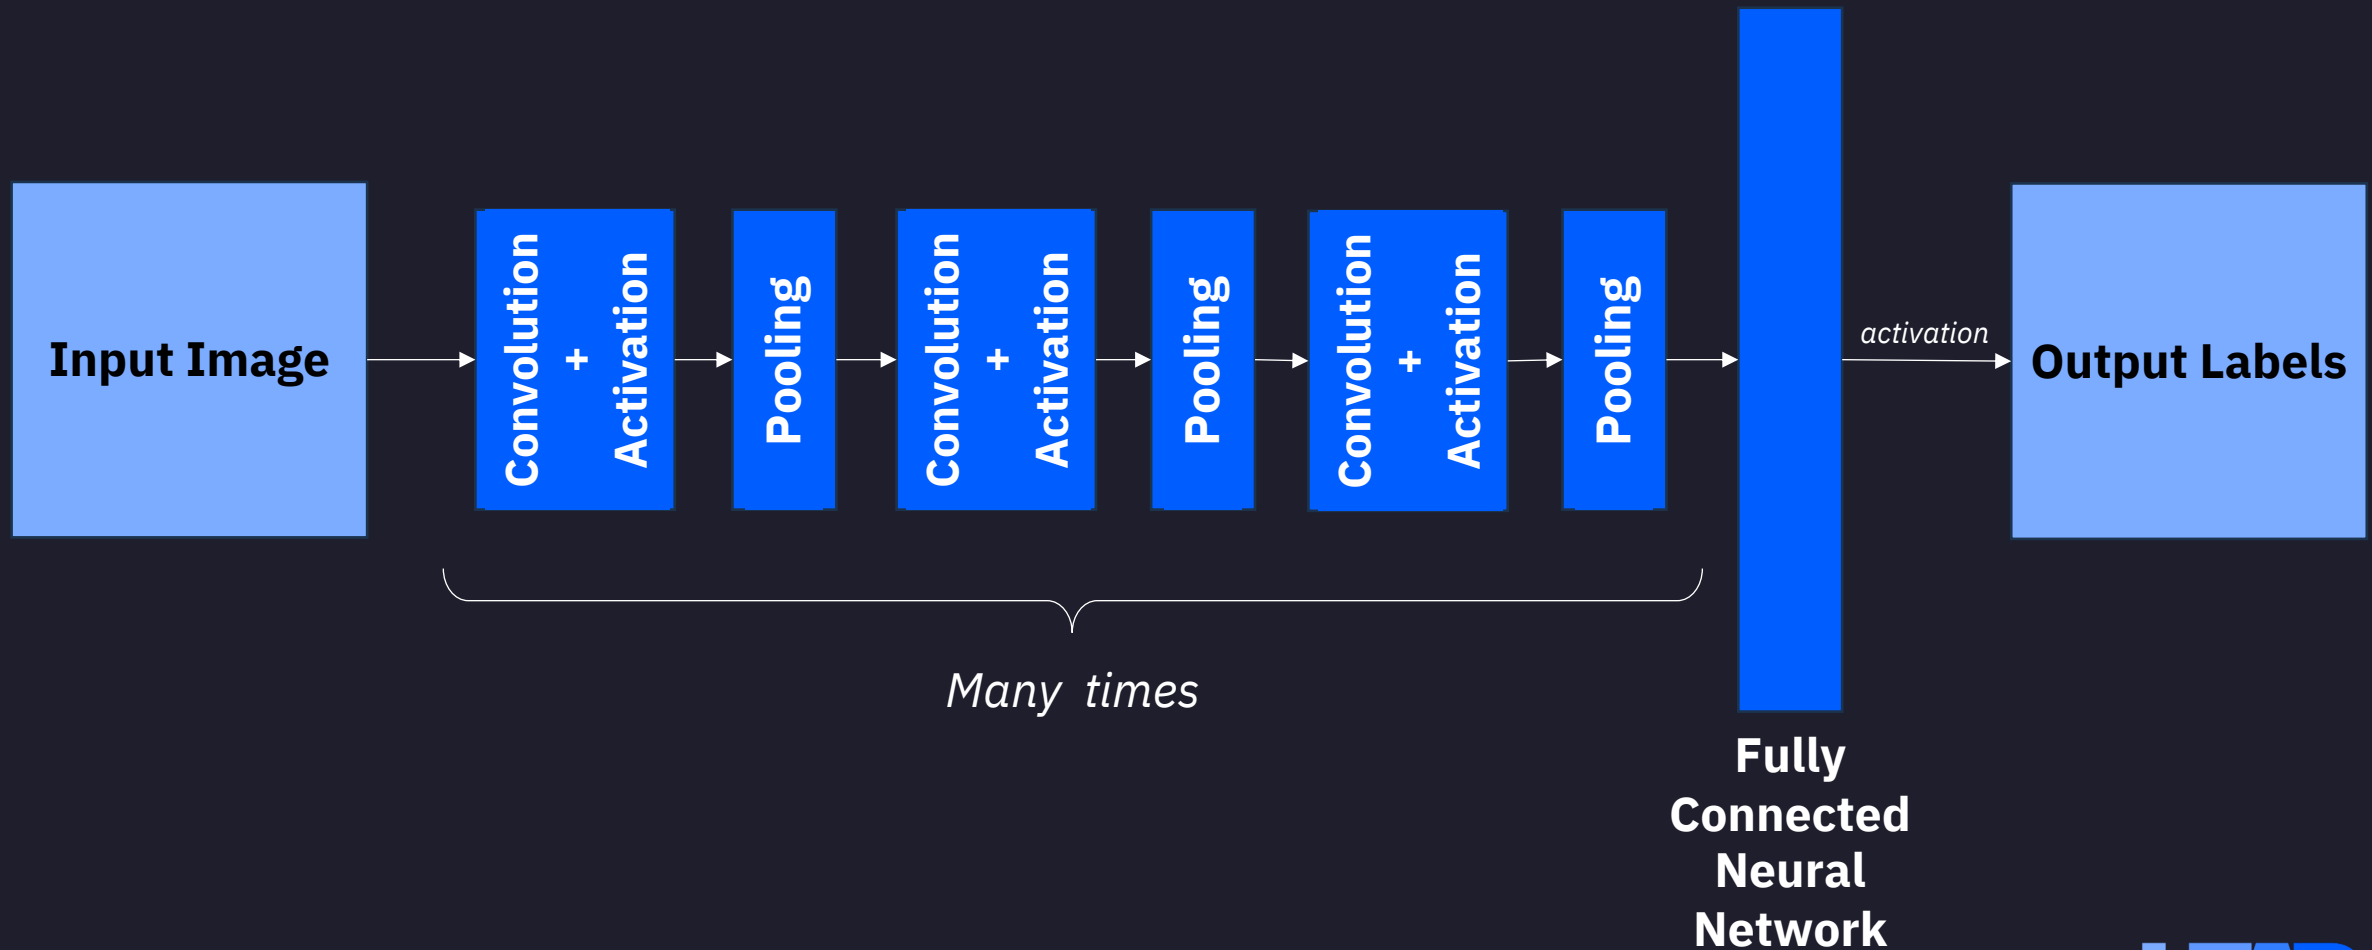 Input Image
Convolution
+
Activation
Pooling
Convolution
+
Activation
Pooling
Convolution
+
Activation
Pooling
activation
Output Labels
Many times
Fully
Connected
Neural
Network